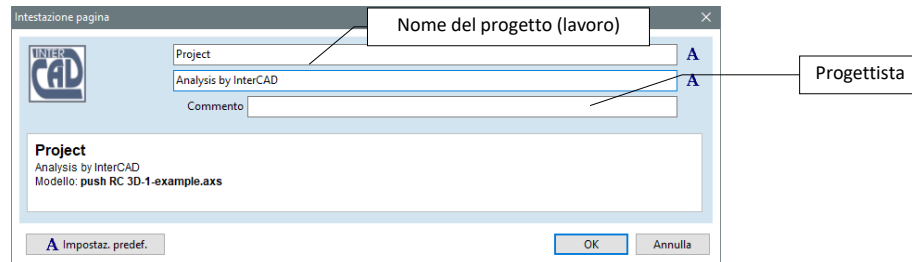 Intestazione pagina
Nome del progetto (lavoro)
INTER
CAD
Project
A
Analysis by InterCAD
A
Progettista
Commento
Project
Analysis by InterCAD
Modello: push RC 3D-1-example.axs
A Impostaz. predef.
OK
Annulla